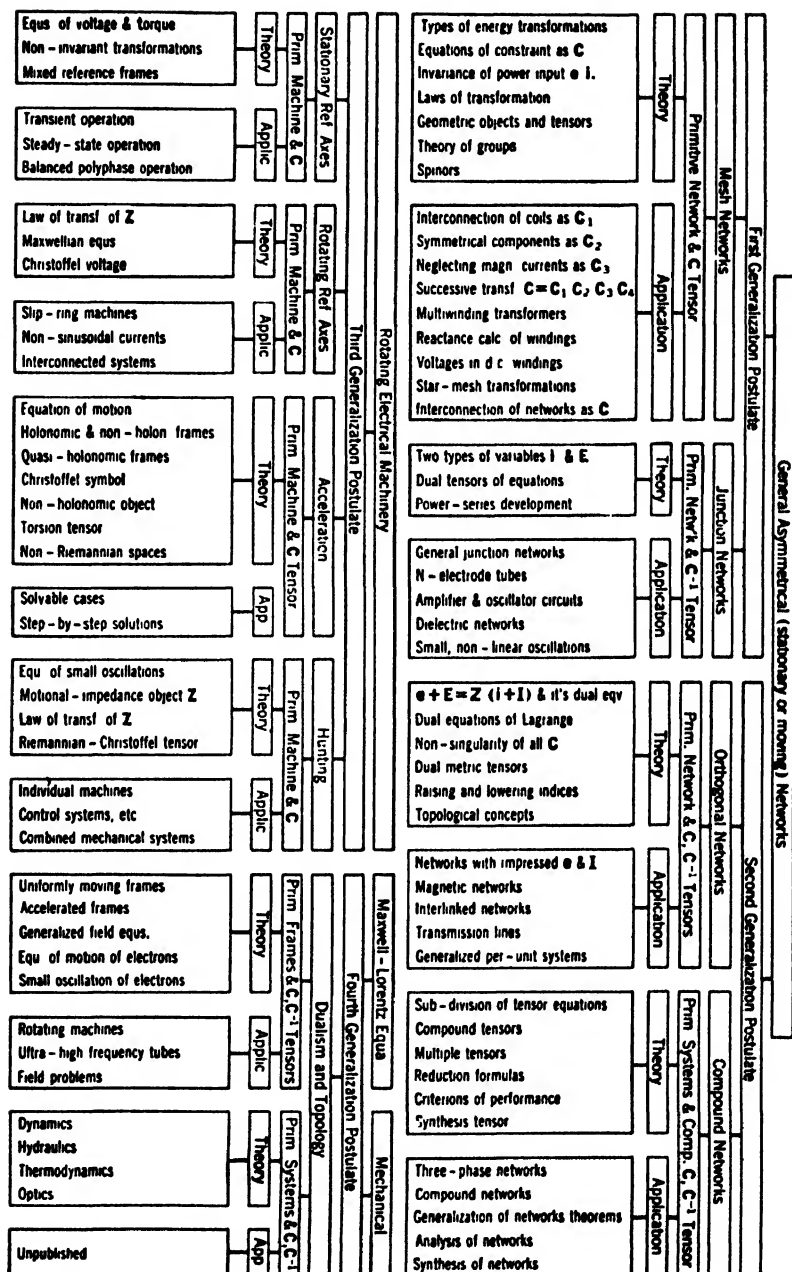 General Asymmetrical (stationary or moving) Networks
First Generalization Postulate
Mesh Networks
Primitive Network & C Tensor
Theory
Types of energy transformations
Equations of constraint as C
Invariance of power input e i.
Laws of transformation
Geometric objects and tensors
Theory of groups
Spinors
Application
Interconnection of coils as C₁
Symmetrical components as C₂
Neglecting magn currents as C₃
Successive transf C=C₁ C₂ C₃ C₄
Multiwinding transformers
Reactance calc of windings
Voltages in d c windings
Star-mesh transformations
Interconnection of networks as C
Junction Networks
Prim. Netw'k & C⁻¹ Tensor
Theory
Two types of variables i & E
Dual tensors of equations
Power-series development
Application
General junction networks
N-electrode tubes
Amplifier & oscillator circuits
Dielectric networks
Small, non-linear oscillations
Second Generalization Postulate
Orthogonal Networks
Prim. Network & C, C⁻¹ Tensors
Theory
e+E=Z (i+I) & it's dual eqv
Dual equations of Lagrange
Non-singularity of all C
Dual metric tensors
Raising and lowering indices
Topological concepts
Application
Networks with impressed e & I
Magnetic networks
Interlinked networks
Transmission lines
Generalized per-unit systems
Compound Networks
Prim Systems & Comp. C, C⁻¹ Tensor
Theory
Sub-division of tensor equations
Compound tensors
Multiple tensors
Reduction formulas
Criterions of performance
Synthesis tensor
Application
Three-phase networks
Compound networks
Generalization of networks theorems
Analysis of networks
Synthesis of networks
Rotating Electrical Machinery
Third Generalization Postulate
Stationary Ref Axes
Prim Machine & C
Theory
Equs of voltage & torque
Non-invariant transformations
Mixed reference frames
Applic
Transient operation
Steady-state operation
Balanced polyphase operation
Rotating Ref Axes
Prim Machine & C
Theory
Law of transf of Z
Maxwellian equs
Christoffel voltage
Applic
Slip-ring machines
Non-sinusoidal currents
Interconnected systems
Acceleration
Prim Machine & C Tensor
Theory
Equation of motion
Holonomic & non-holon frames
Quasi-holonomic frames
Christoffel symbol
Non-holonomic object
Torsion tensor
Non-Riemannian spaces
App
Solvable cases
Step-by-step solutions
Hunting
Prim Machine & C
Theory
Equ of small oscillations
Motional-impedance object Z
Law of transf of Z
Riemannian-Christoffel tensor
Applic
Individual machines
Control systems, etc
Combined mechanical systems
Fourth Generalization Postulate
Dualism and Topology
Maxwell-Lorentz Equa
Prim Frames & C, C⁻¹ Tensors
Theory
Uniformly moving frames
Accelerated frames
Generalized field equs.
Equ of motion of electrons
Small oscillation of electrons
Applic
Rotating machines
Ultra-high frequency tubes
Field problems
Mechanical
Prim Systems & C, C⁻¹
Theory
Dynamics
Hydraulics
Thermodynamics
Optics
App
Unpublished